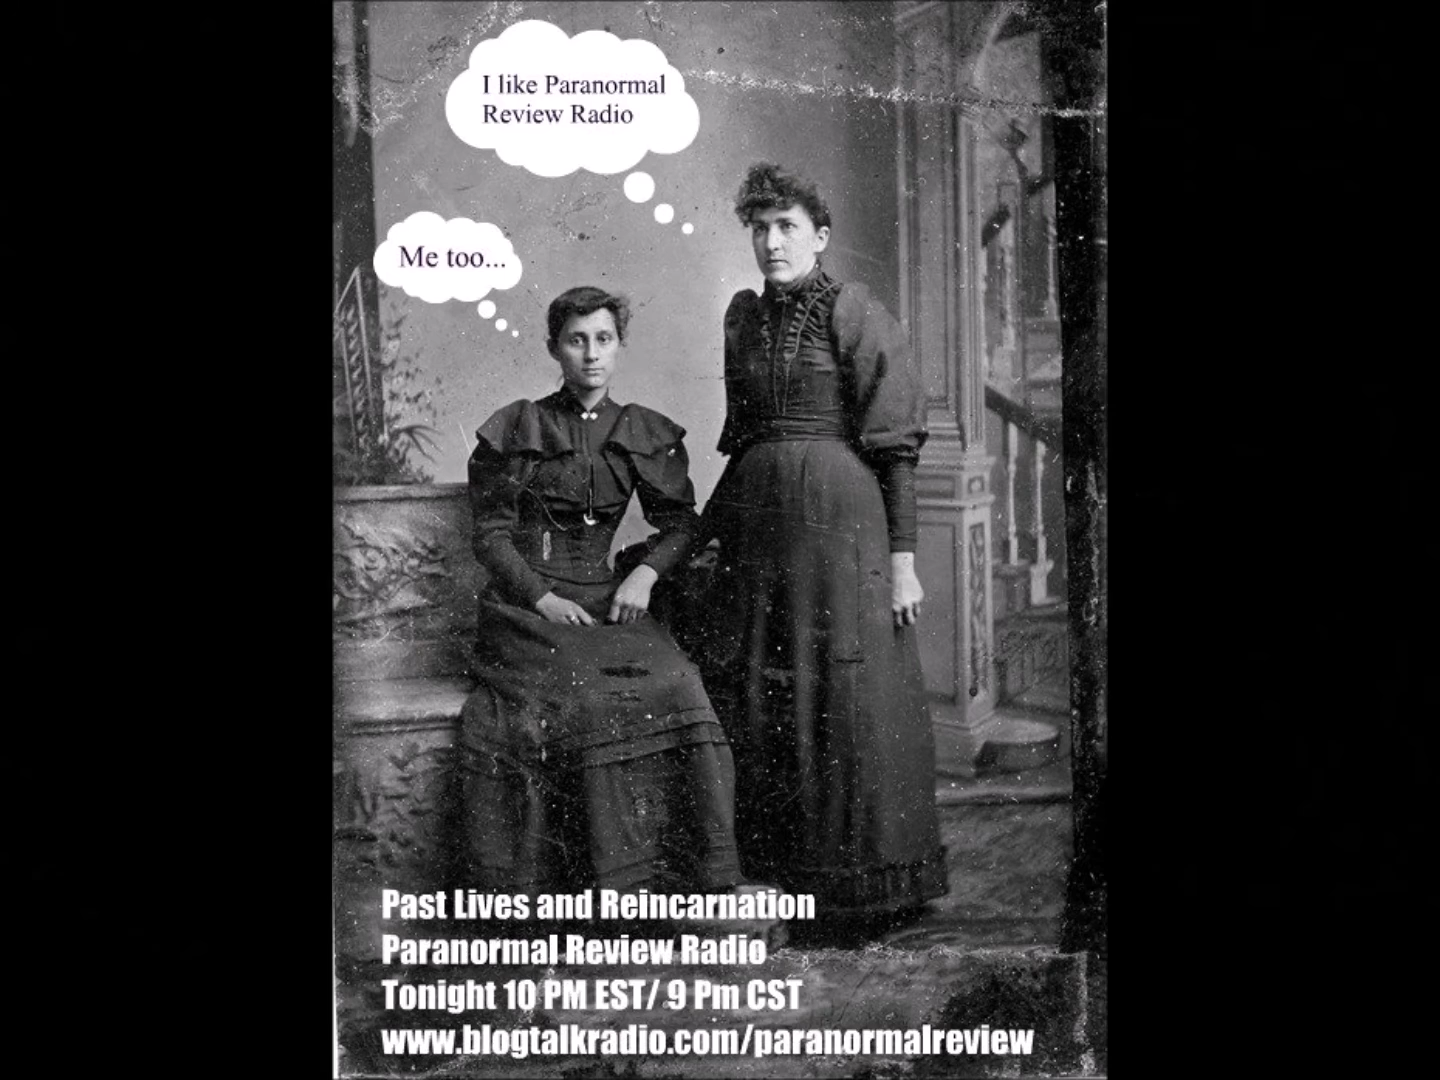 I like Paranormal
Review Radio
Me too...
Past Lives and Reincarnation
Paranormal Review Radio
Tonight 10 PM EST/ 9 Pm CST
www.blogtalkradio.com/paranormalreview